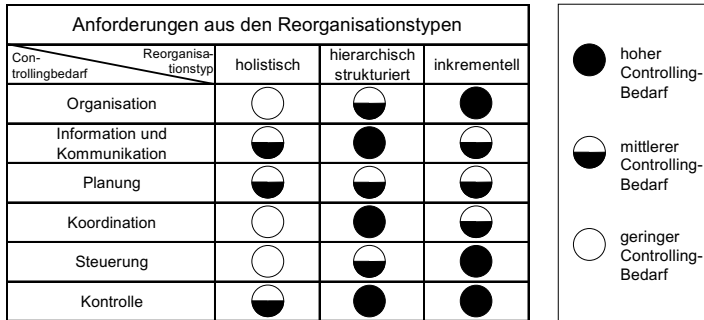 Anforderungen aus den Reorganisationstypen
Con-
trollingbedarf
Reorganisa-
tionstyp
holistisch
hierarchisch
strukturiert
inkrementell
Organisation
Information und
Kommunikation
Planung
Koordination
Steuerung
Kontrolle
hoher
Controlling-
Bedarf
mittlerer
Controlling-
Bedarf
geringer
Controlling-
Bedarf